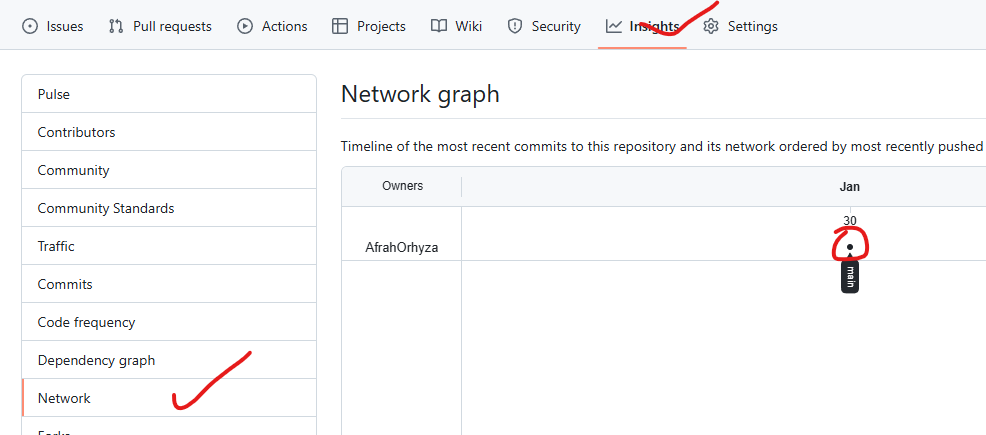 Issues Pull requests Actions Projects Wiki Security Insights Settings
Pulse
Contributors
Community
Community Standards
Traffic
Commits
Code frequency
Dependency graph
Network
Forks
Network graph
Timeline of the most recent commits to this repository and its network ordered by most recently pushed
Owners Jan
30
AfrahOrhyza
main